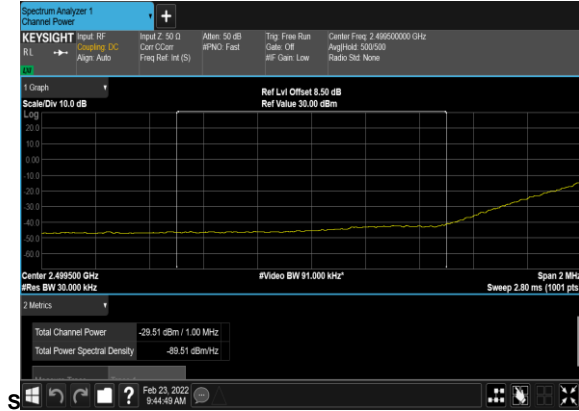 Spectrum Analyzer 1
Channel Power
+
KEYSIGHT Input: RF Input Z: 50 Ω Atten: 50 dB Trig: Free Run Center Freq: 2.499500000 GHz
RL Coupling: DC Corr CCorr #PNO: Fast Gate: Off Avg|Hold: 500/500
Align: Auto Freq Ref: Int (S) #IF Gain: Low Radio Std: None
1 Graph
Ref Lvl Offset 8.50 dB
Scale/Div 10.0 dB Ref Value 30.00 dBm
Log
20.0
10.0
0.00
-10.0
-20.0
-30.0
-40.0
-50.0
-60.0
Center 2.499500 GHz #Video BW 91.000 kHz* Span 2 MHz
#Res BW 30.000 kHz Sweep 2.80 ms (1001 pts
2 Metrics
Total Channel Power -29.51 dBm / 1.00 MHz
Total Power Spectral Density -89.51 dBm/Hz
S
? Feb 23, 2022
9:44:49 AM